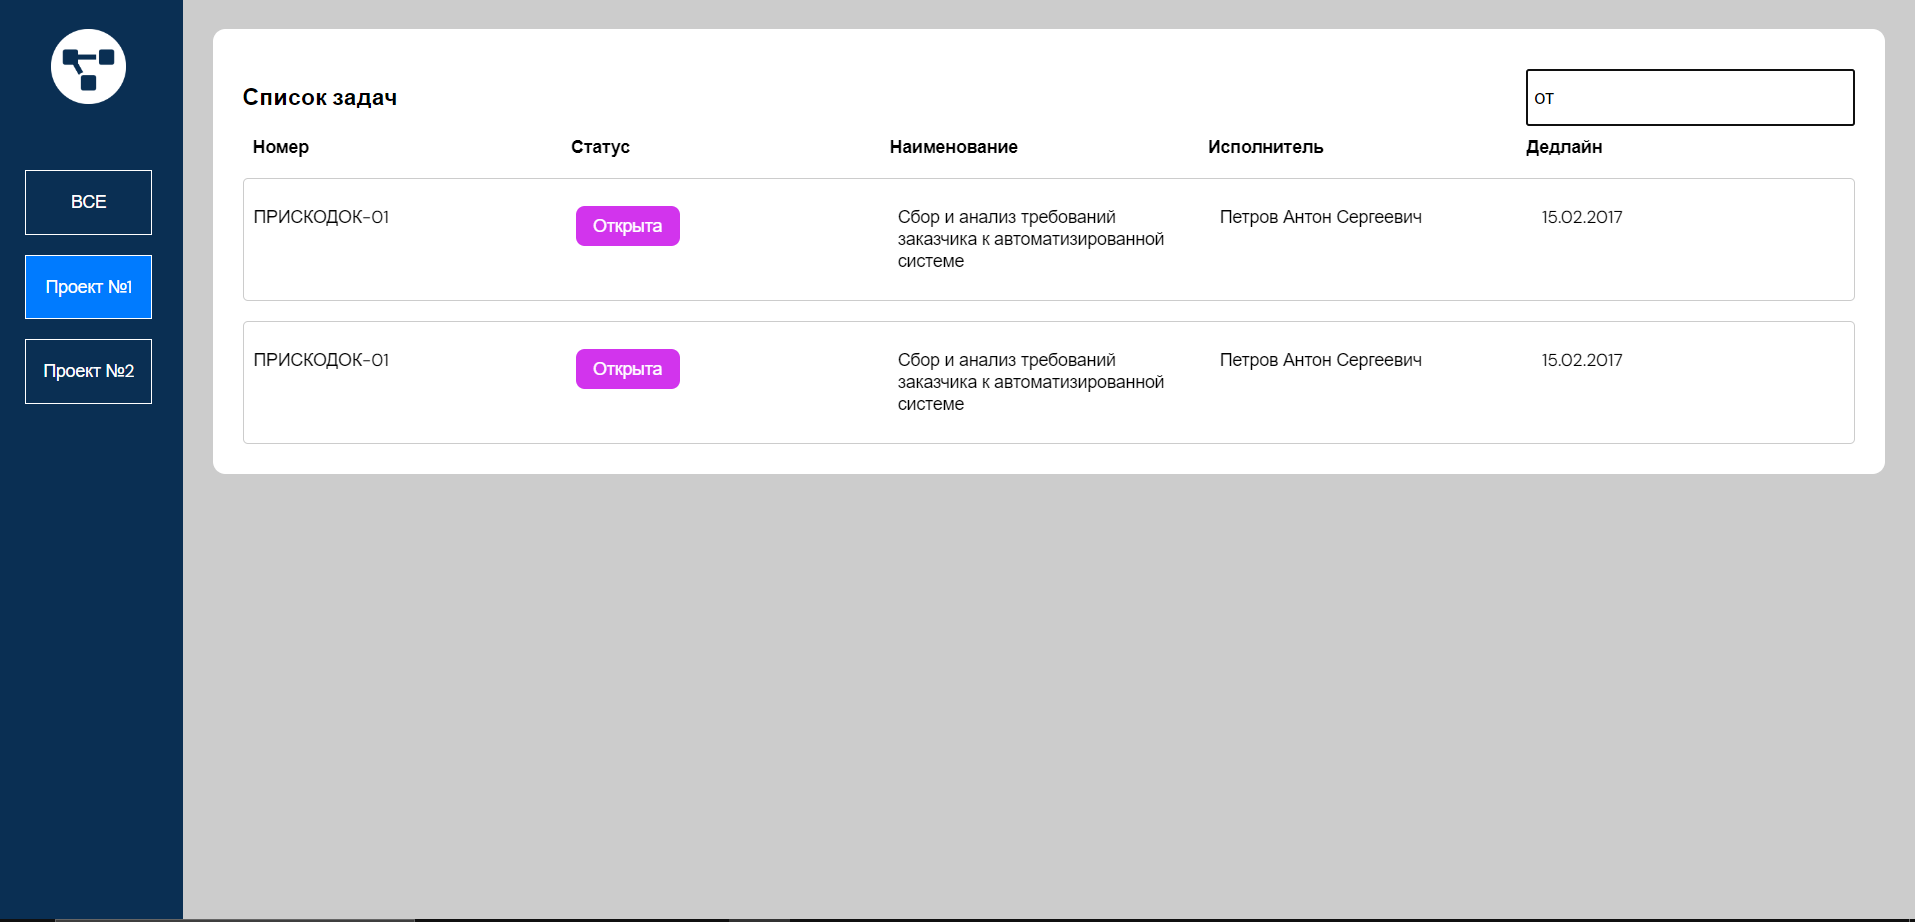 ВСЕ
Проект №1
Проект №2
Список задач
от
Номер
Статус
Наименование
Исполнитель
Дедлайн
ПРИСКОДОК-01
Открыта
Сбор и анализ требований
заказчика к автоматизированной
системе
Петров Антон Сергеевич
15.02.2017
ПРИСКОДОК-01
Открыта
Сбор и анализ требований
заказчика к автоматизированной
системе
Петров Антон Сергеевич
15.02.2017